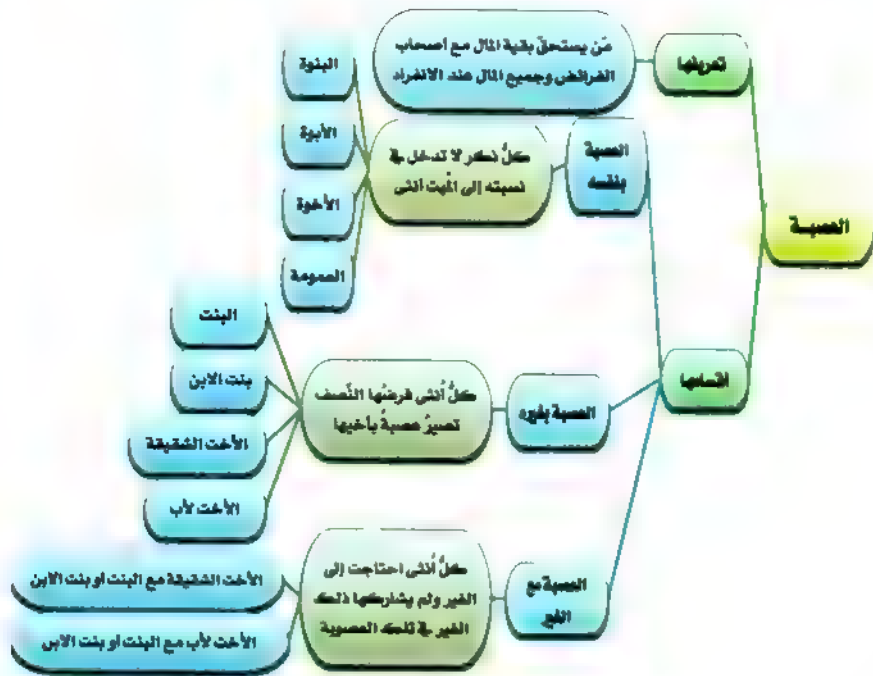 العصبة
تعريفها
مَن يستحقّ بقية المال مع أصحاب
الفرائض وجميع المال عند الانفراد
أقسامها
العصبة
بنفسه
كلُّ ذكر لا تدخل في
نسبته إلى الميت أنثى
البنوة
الأبوة
الأخوة
العمومة
العصبة بغيره
كلُّ أُنثى فرضُها النِّصف
تصيرُ عصبةً بأخيها
البنت
بنت الابن
الأخت الشقيقة
الأخت لأب
العصبة مع
الغير
كلُّ أُنثى احتاجت إلى
الغير ولم يشاركها ذلك
الغير في تلك العصوبة
الأخت الشقيقة مع البنت أو بنت الابن
الأخت لأب مع البنت أو بنت الابن